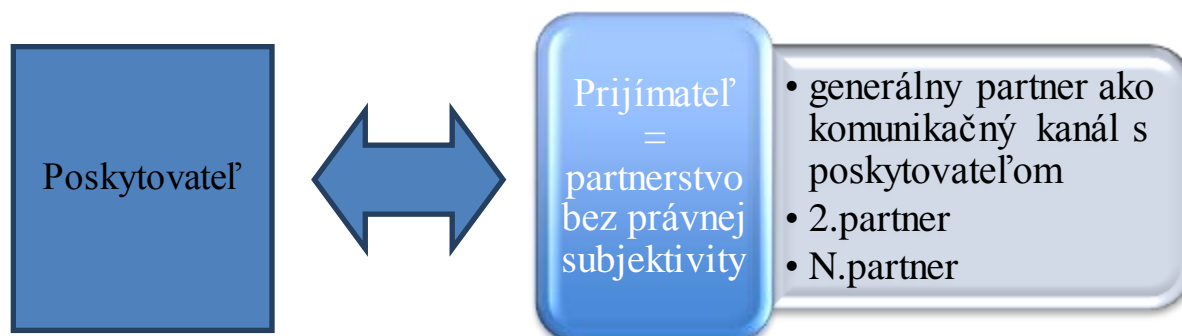 Poskytovateľ
Prijímateľ
=
partnerstvo
bez právnej
subjektivity
• generálny partner ako
komunikačný kanál s
poskytovateľom
• 2.partner
• N.partner